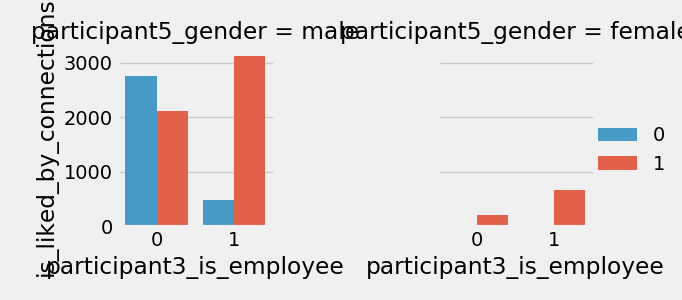 participant5_gender = male
participant5_gender = female
is_liked_by_connections
3000
2000
1000
0
0 1
0 1
participant3_is_employee
participant3_is_employee
0
1